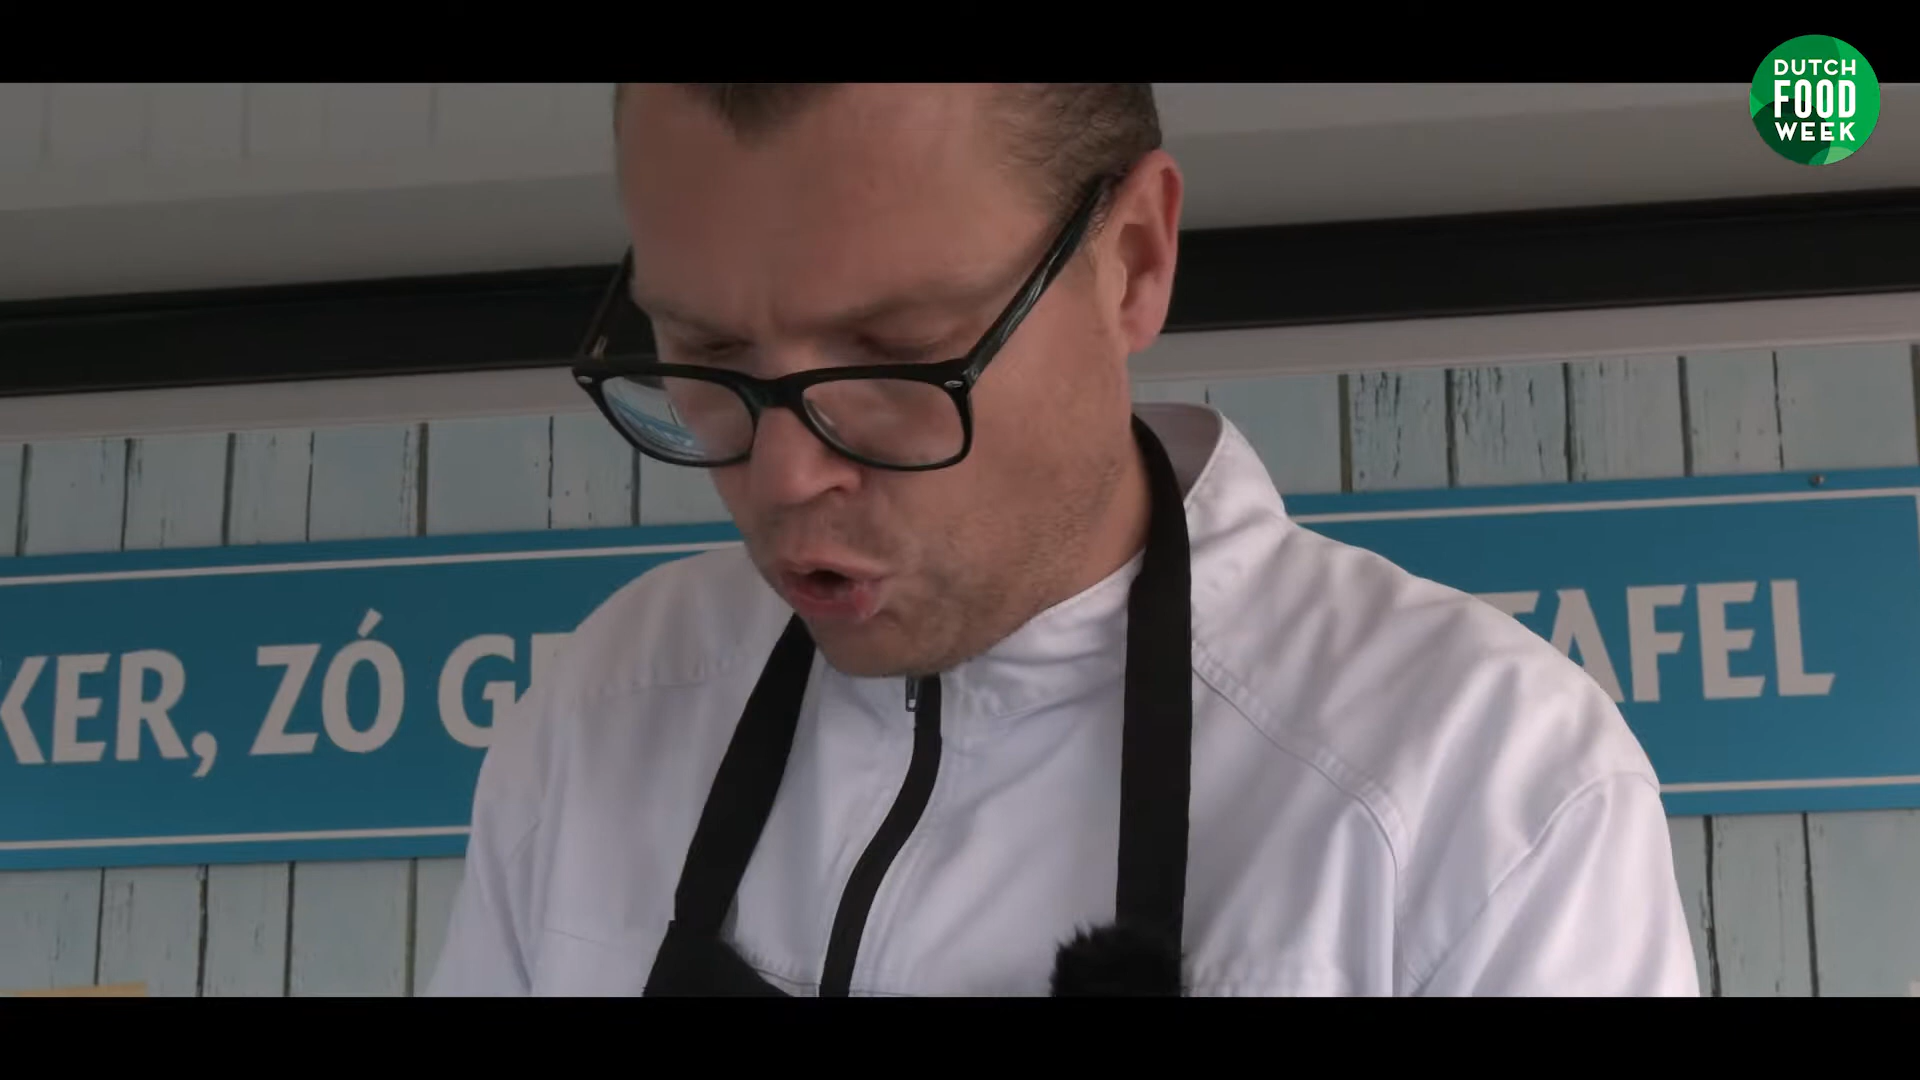 DUTCH
FOOD
WEEK
KER, ZÓ G
TAFEL